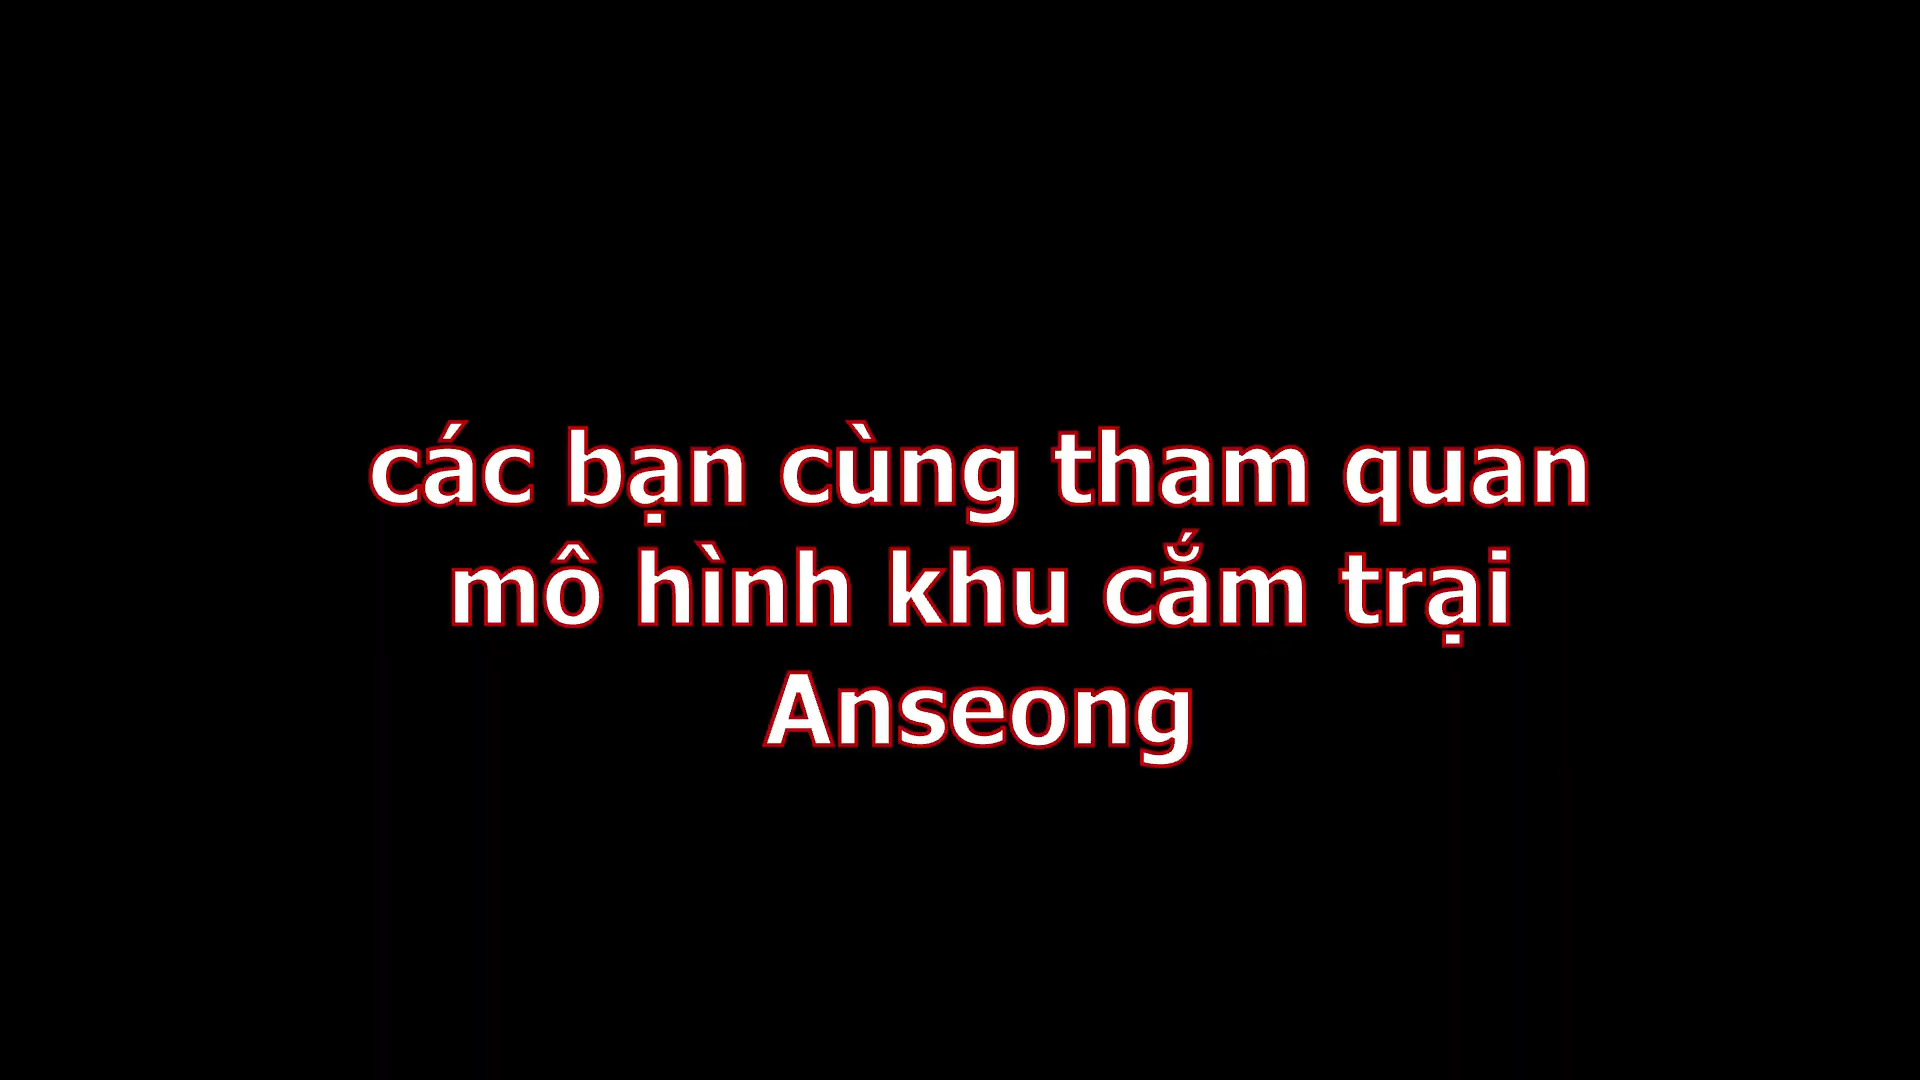 các bạn cùng tham quan
mô hình khu cắm trại
Anseong